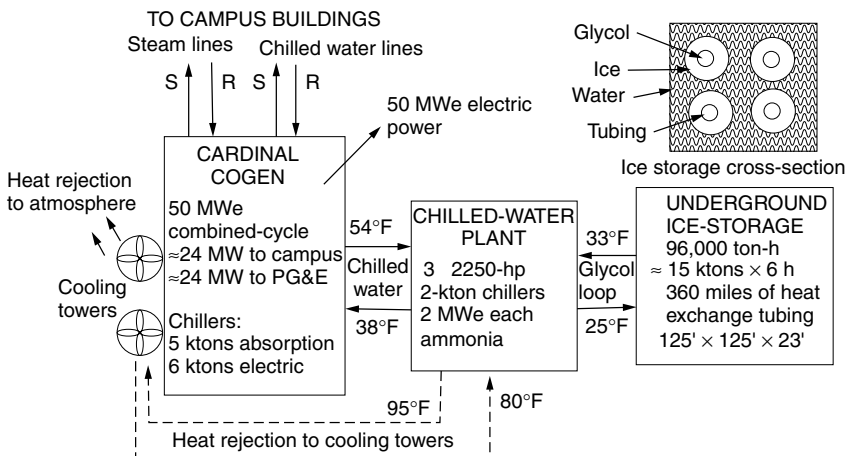 TO CAMPUS BUILDINGS
Steam lines
Chilled water lines
S
R
S
R
50 MWe electric
power
Glycol
Ice
Water
Tubing
Ice storage cross-section
Heat rejection
to atmosphere
Cooling
towers
CARDINAL
COGEN
50 MWe
combined-cycle
≈24 MW to campus
≈24 MW to PG&E
Chillers:
5 ktons absorption
6 ktons electric
54°F
Chilled
water
38°F
CHILLED-WATER
PLANT
3 2250-hp
2-kton chillers
2 MWe each
ammonia
33°F
Glycol
loop
25°F
UNDERGROUND
ICE-STORAGE
96,000 ton-h
≈ 15 ktons × 6 h
360 miles of heat
exchange tubing
125' × 125' × 23'
95°F
80°F
Heat rejection to cooling towers